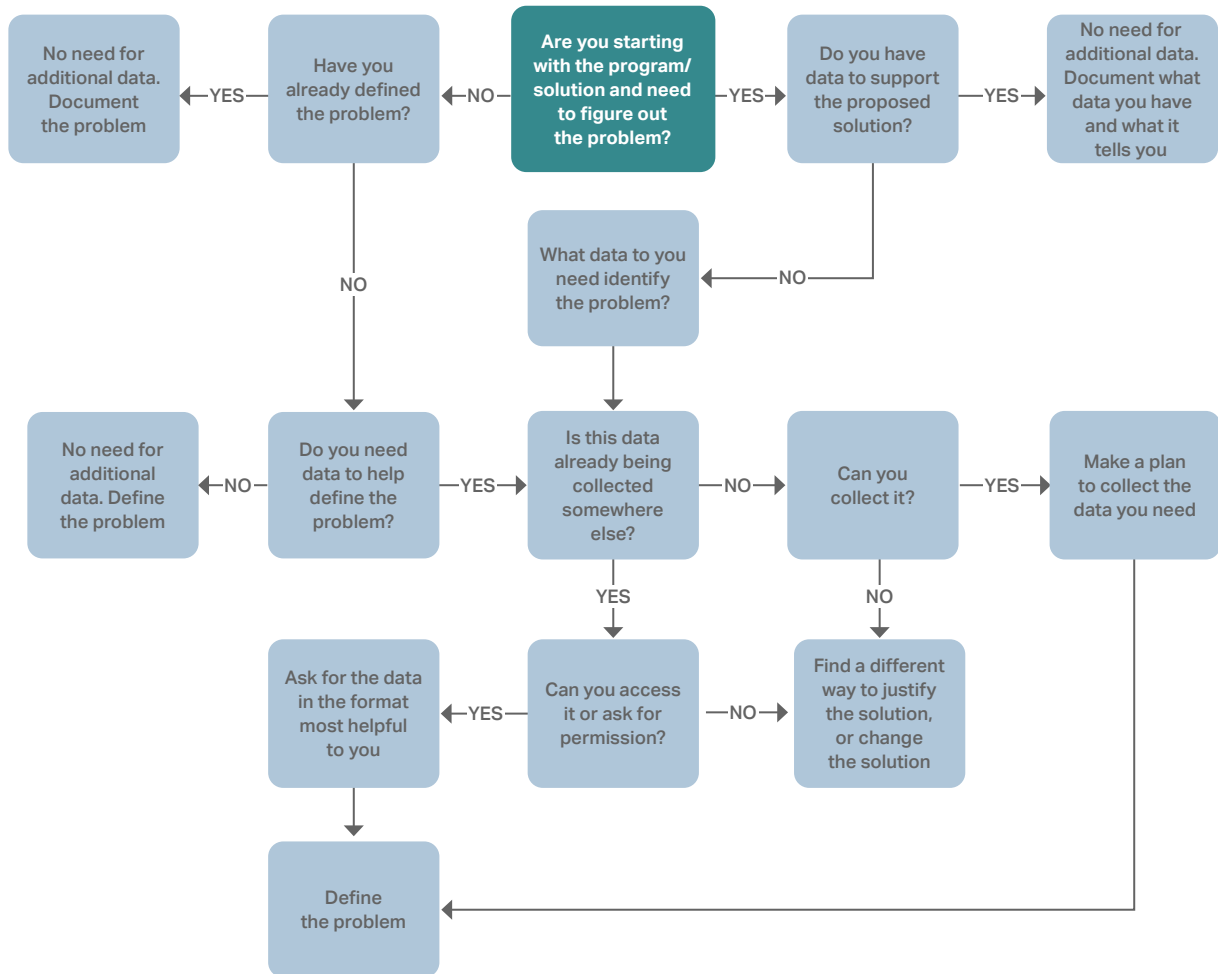 No need for
additional data.
Document
the problem
YES
Have you
already defined
the problem?
NO
Are you starting
with the program/
solution and need
to figure out
the problem?
YES
Do you have
data to support
the proposed
solution?
YES
No need for
additional data.
Document what
data you have
and what it
tells you
NO
What data to you
need identify
the problem?
NO
No need for
additional
data. Define
the problem
NO
Do you need
data to help
define the
problem?
YES
Is this data
already being
collected
somewhere
else?
NO
Can you
collect it?
YES
Make a plan
to collect the
data you need
YES
NO
Ask for the data
in the format
most helpful
to you
YES
Can you access
it or ask for
permission?
NO
Find a different
way to justify
the solution,
or change
the solution
Define
the problem